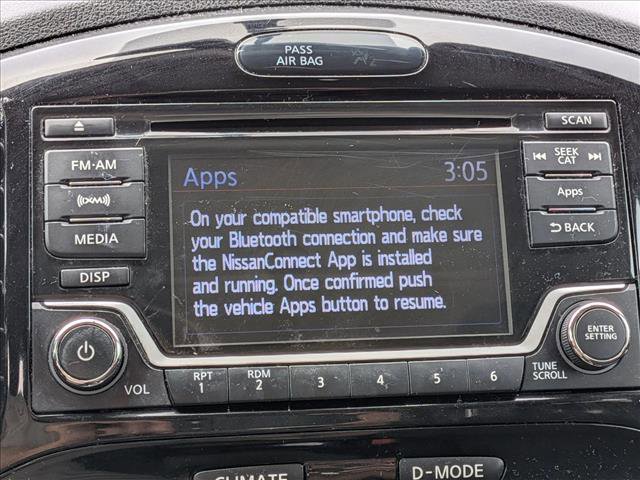 PASS
AIR BAG
SCAN
FM·AM
SEEK
CAT
Apps 3:05
((XM))
Apps
On your compatible smartphone, check
your Bluetooth connection and make sure
the NissanConnect App is installed
and running. Once confirmed push
the vehicle Apps button to resume.
MEDIA
BACK
DISP
ENTER
SETTING
VOL
RPT
1
RDM
2
3
4
5
6
TUNE
SCROLL
CLIMATE
D-MODE